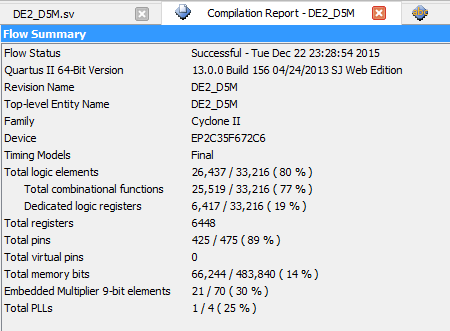 DE2_D5M.sv
Compilation Report - DE2_D5M
abc
Flow Summary
Flow Status Successful - Tue Dec 22 23:28:54 2015
Quartus II 64-Bit Version 13.0.0 Build 156 04/24/2013 SJ Web Edition
Revision Name DE2_D5M
Top-level Entity Name DE2_D5M
Family Cyclone II
Device EP2C35F672C6
Timing Models Final
Total logic elements 26,437 / 33,216 ( 80 % )
Total combinational functions 25,519 / 33,216 ( 77 % )
Dedicated logic registers 6,417 / 33,216 ( 19 % )
Total registers 6448
Total pins 425 / 475 ( 89 % )
Total virtual pins 0
Total memory bits 66,244 / 483,840 ( 14 % )
Embedded Multiplier 9-bit elements 21 / 70 ( 30 % )
Total PLLs 1 / 4 ( 25 % )